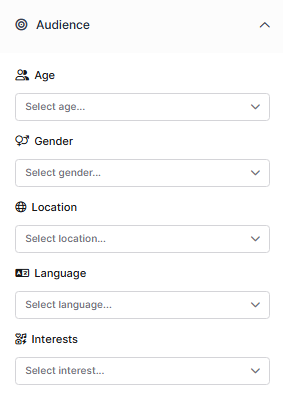 Audience
Age
Select age...
Gender
Select gender...
Location
Select location...
Language
Select language...
Interests
Select interest...